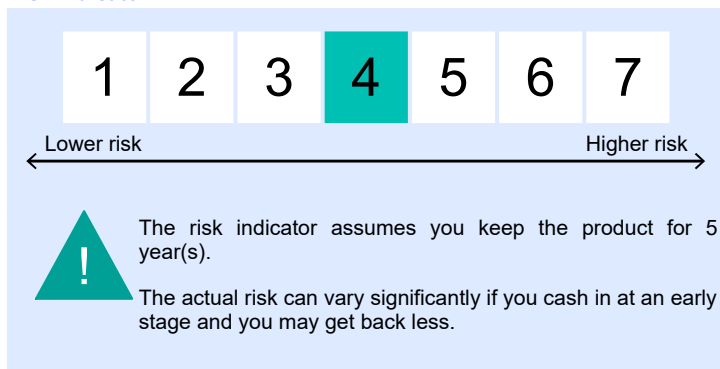 1 2 3 4 5 6 7
Lower risk Higher risk
The risk indicator assumes you keep the product for 5
year(s).
!
The actual risk can vary significantly if you cash in at an early
stage and you may get back less.